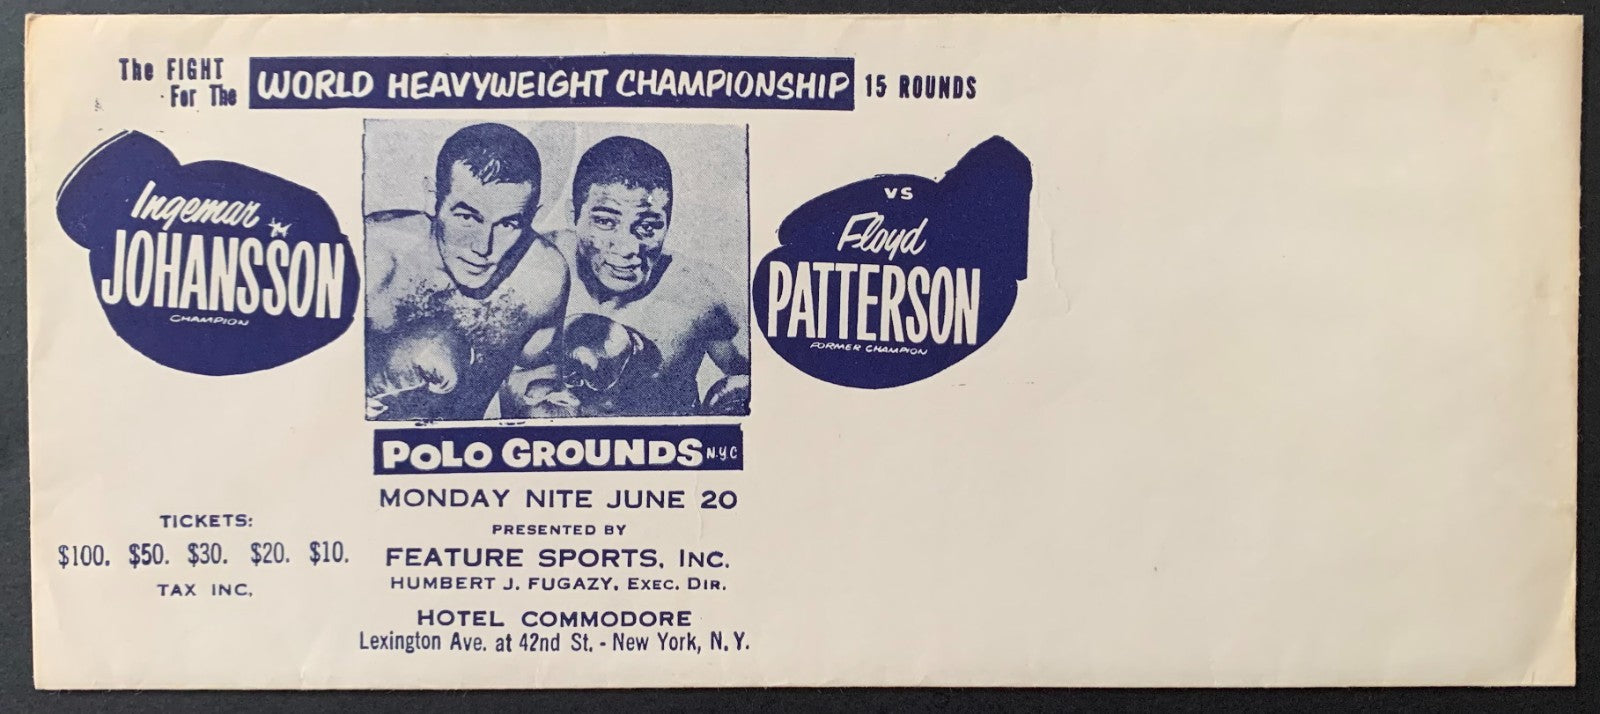 The FIGHT
For The
WORLD HEAVYWEIGHT CHAMPIONSHIP
15 ROUNDS
Ingemar
JOHANSSON
CHAMPION
VS
Floyd
PATTERSON
FORMER CHAMPION
POLO GROUNDS N.Y.C
MONDAY NITE JUNE 20
PRESENTED BY
FEATURE SPORTS, INC.
HUMBERT J. FUGAZY, EXEC. DIR.
HOTEL COMMODORE
Lexington Ave. at 42nd St. - New York, N.Y.
TICKETS:
$100. $50. $30. $20. $10.
TAX INC.